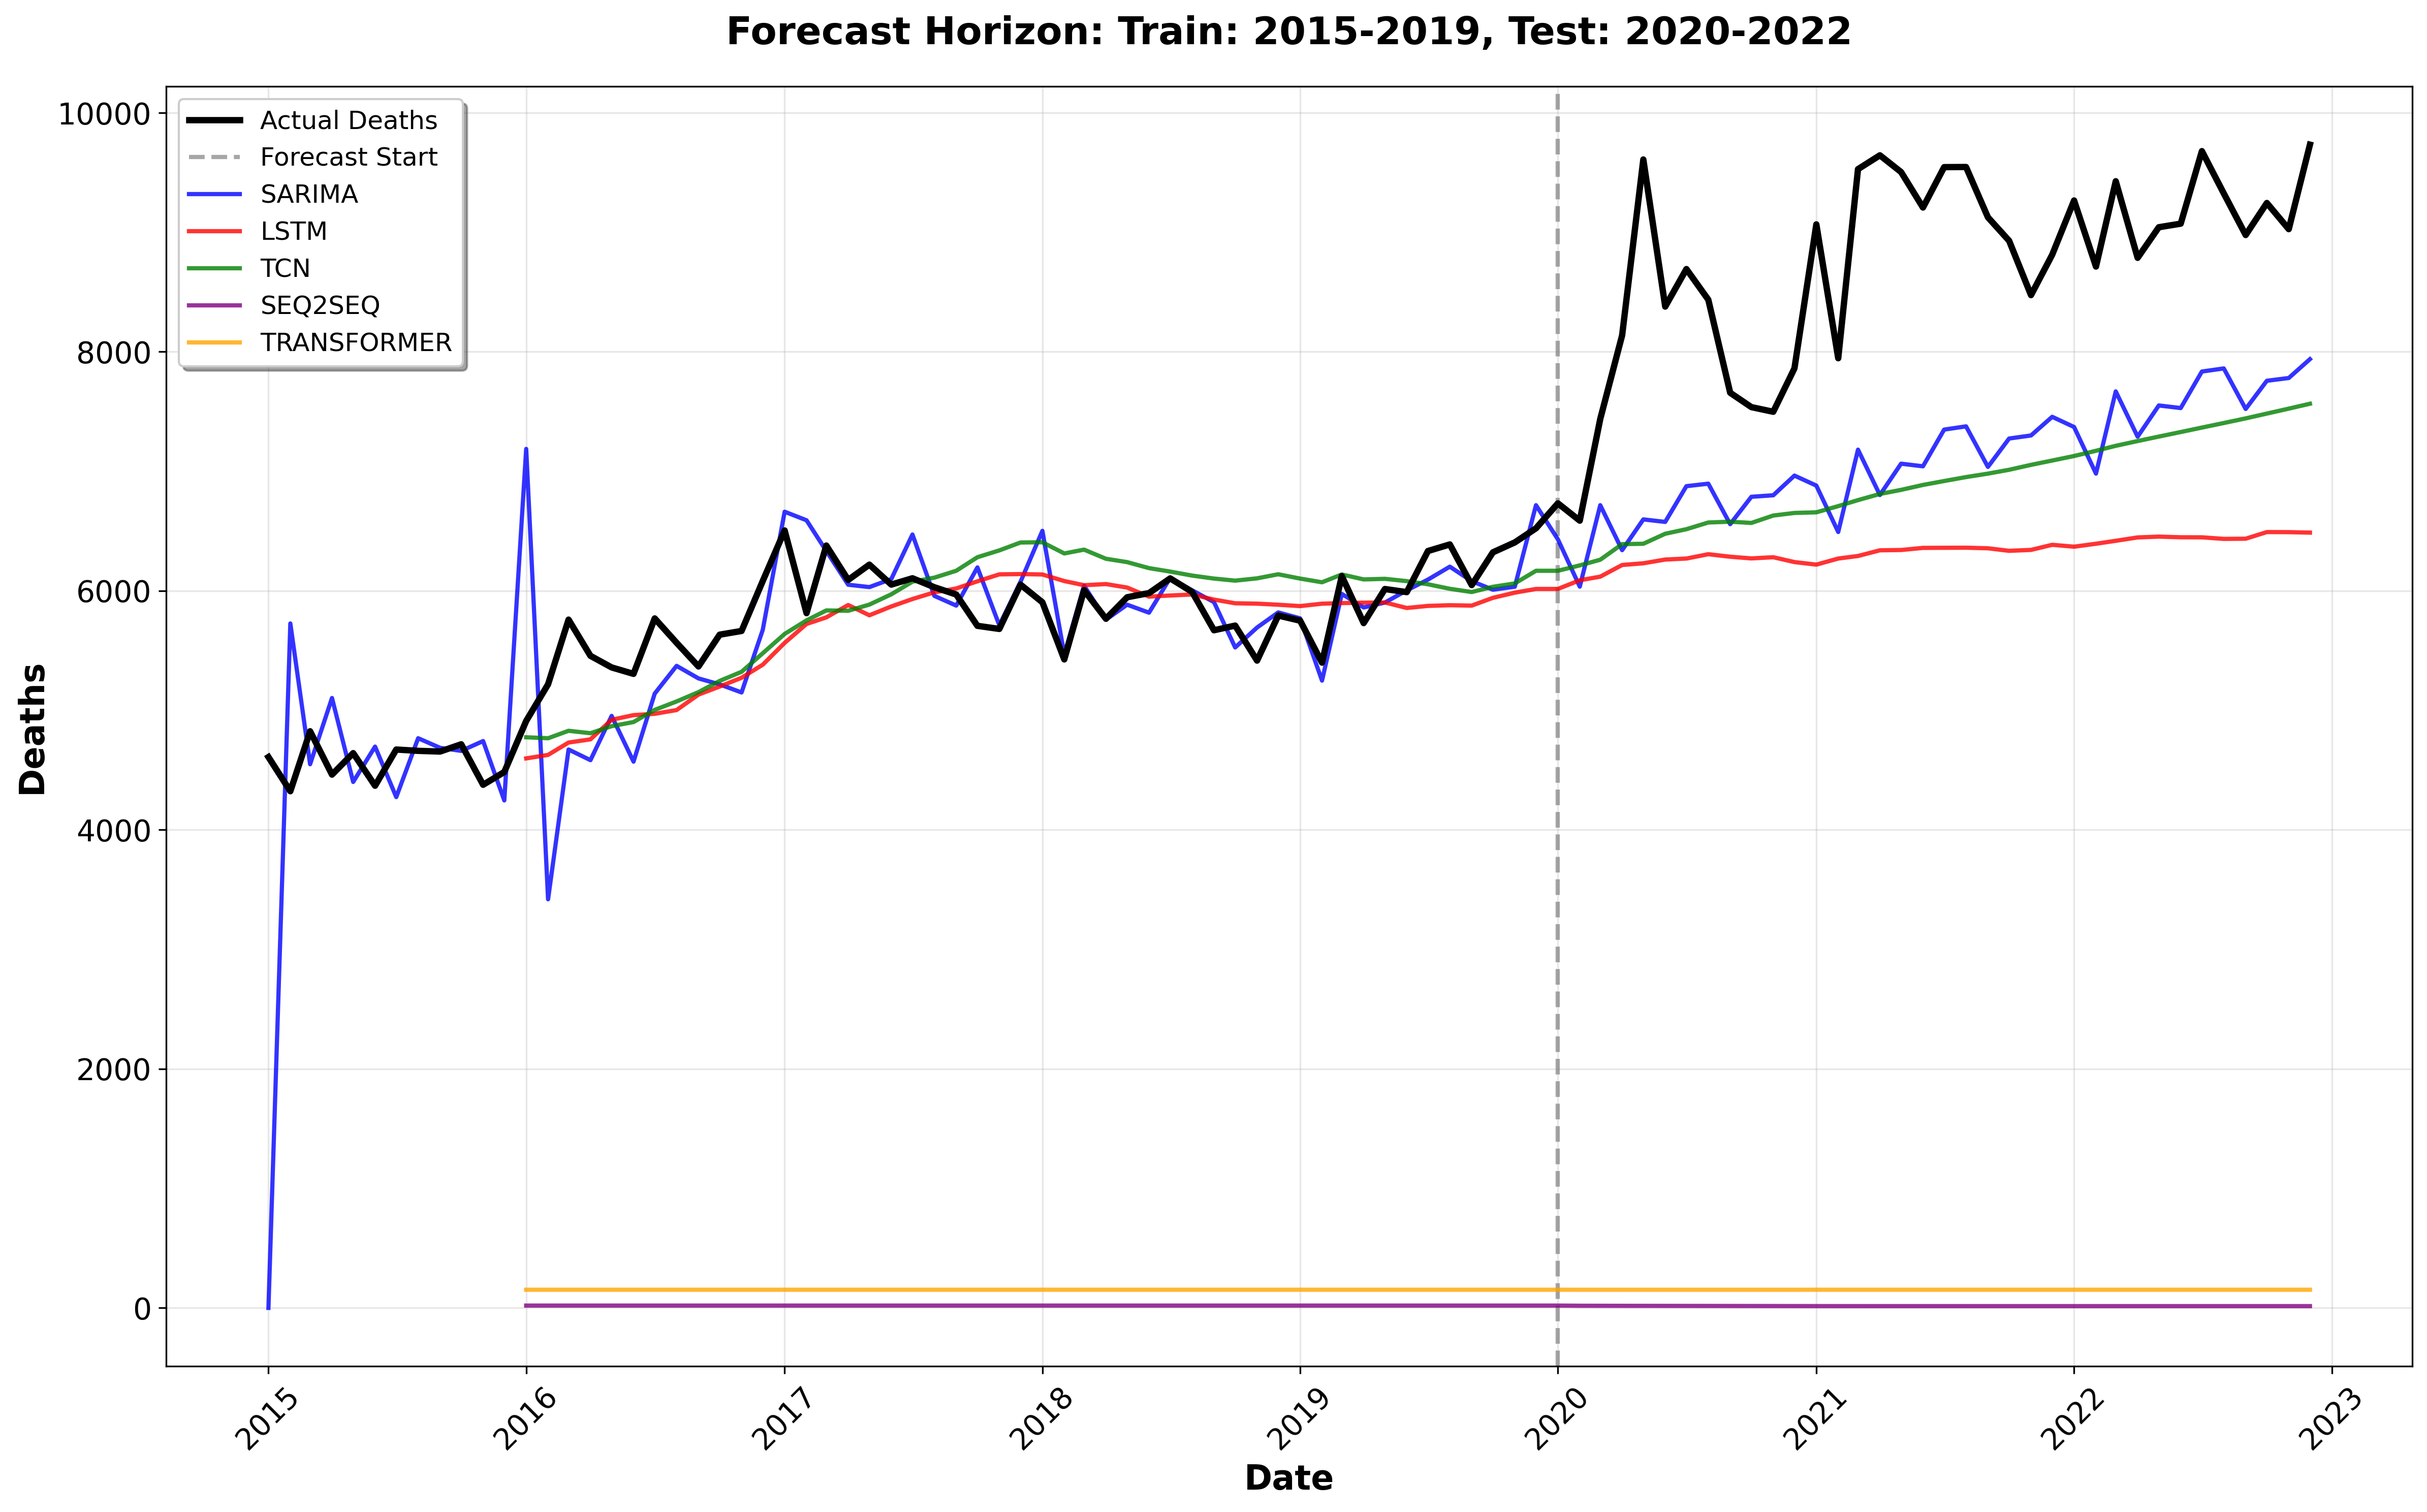 Forecast Horizon: Train: 2015-2019, Test: 2020-2022
Actual Deaths
Forecast Start
SARIMA
LSTM
TCN
SEQ2SEQ
TRANSFORMER
Deaths
10000
8000
6000
4000
2000
0
2015
2016
2017
2018
2019
2020
2021
2022
2023
Date